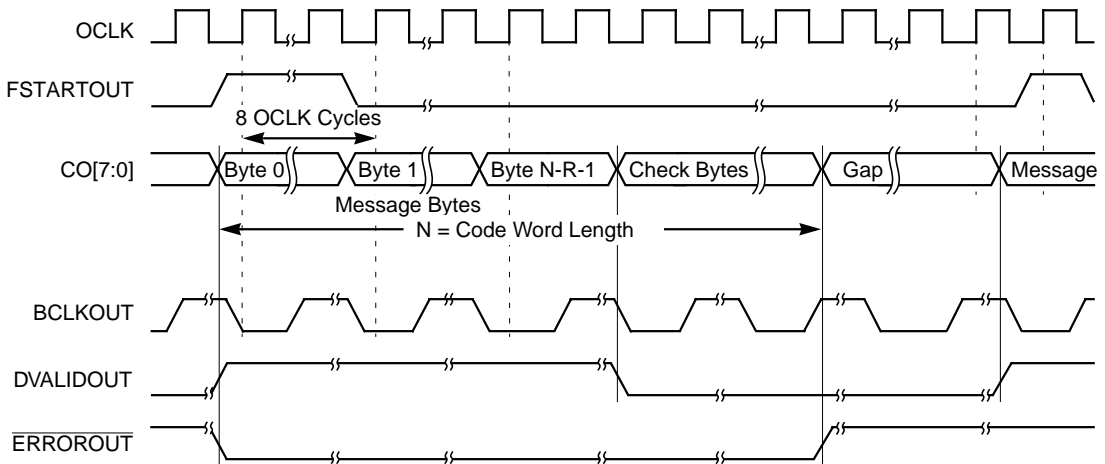 OCLK
FSTARTOUT
8 OCLK Cycles
CO[7:0]
Byte 0
Byte 1
Byte N-R-1
Check Bytes
Gap
Message
Message Bytes
N = Code Word Length
BCLKOUT
DVALIDOUT
ERROROUT